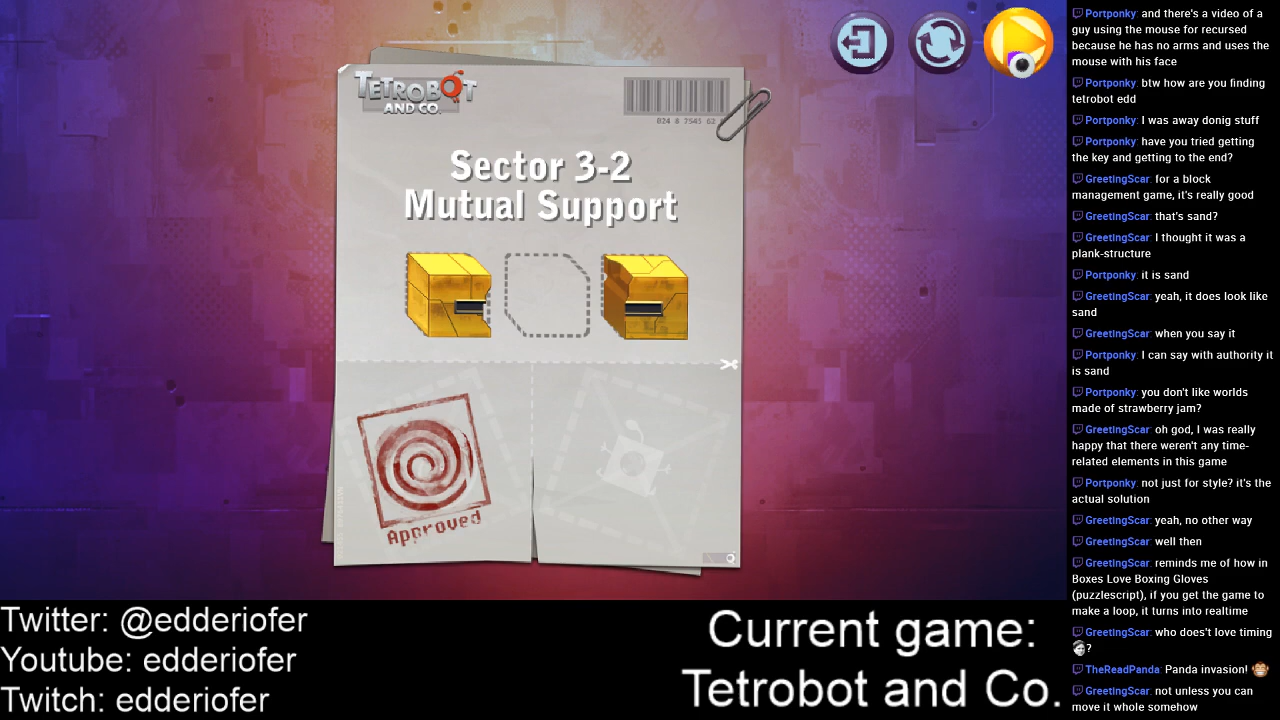 TETROBOT
AND CO.
024 8 7545 62
Sector 3-2
Mutual Support
Approved
Twitter: @edderiofer
Youtube: edderiofer
Twitch: edderiofer
Current game:
Tetrobot and Co.
Portponky: and there's a video of a
guy using the mouse for recursed
because he has no arms and uses the
mouse with his face
Portponky: btw how are you finding
tetrobot edd
Portponky: I was away donig stuff
Portponky: have you tried getting
the key and getting to the end?
GreetingScar: for a block
management game, it's really good
GreetingScar: that's sand?
GreetingScar: I thought it was a
plank-structure
Portponky: it is sand
GreetingScar: yeah, it does look like
sand
GreetingScar: when you say it
Portponky: I can say with authority it
is sand
Portponky: you don't like worlds
made of strawberry jam?
GreetingScar: oh god, I was really
happy that there weren't any time-
related elements in this game
Portponky: not just for style? it's the
actual solution
GreetingScar: yeah, no other way
GreetingScar: well then
GreetingScar: reminds me of how in
Boxes Love Boxing Gloves
(puzzlescript), if you get the game to
make a loop, it turns into realtime
GreetingScar: who does't love timing
?
TheReadPanda: Panda invasion!
GreetingScar: not unless you can
move it whole somehow